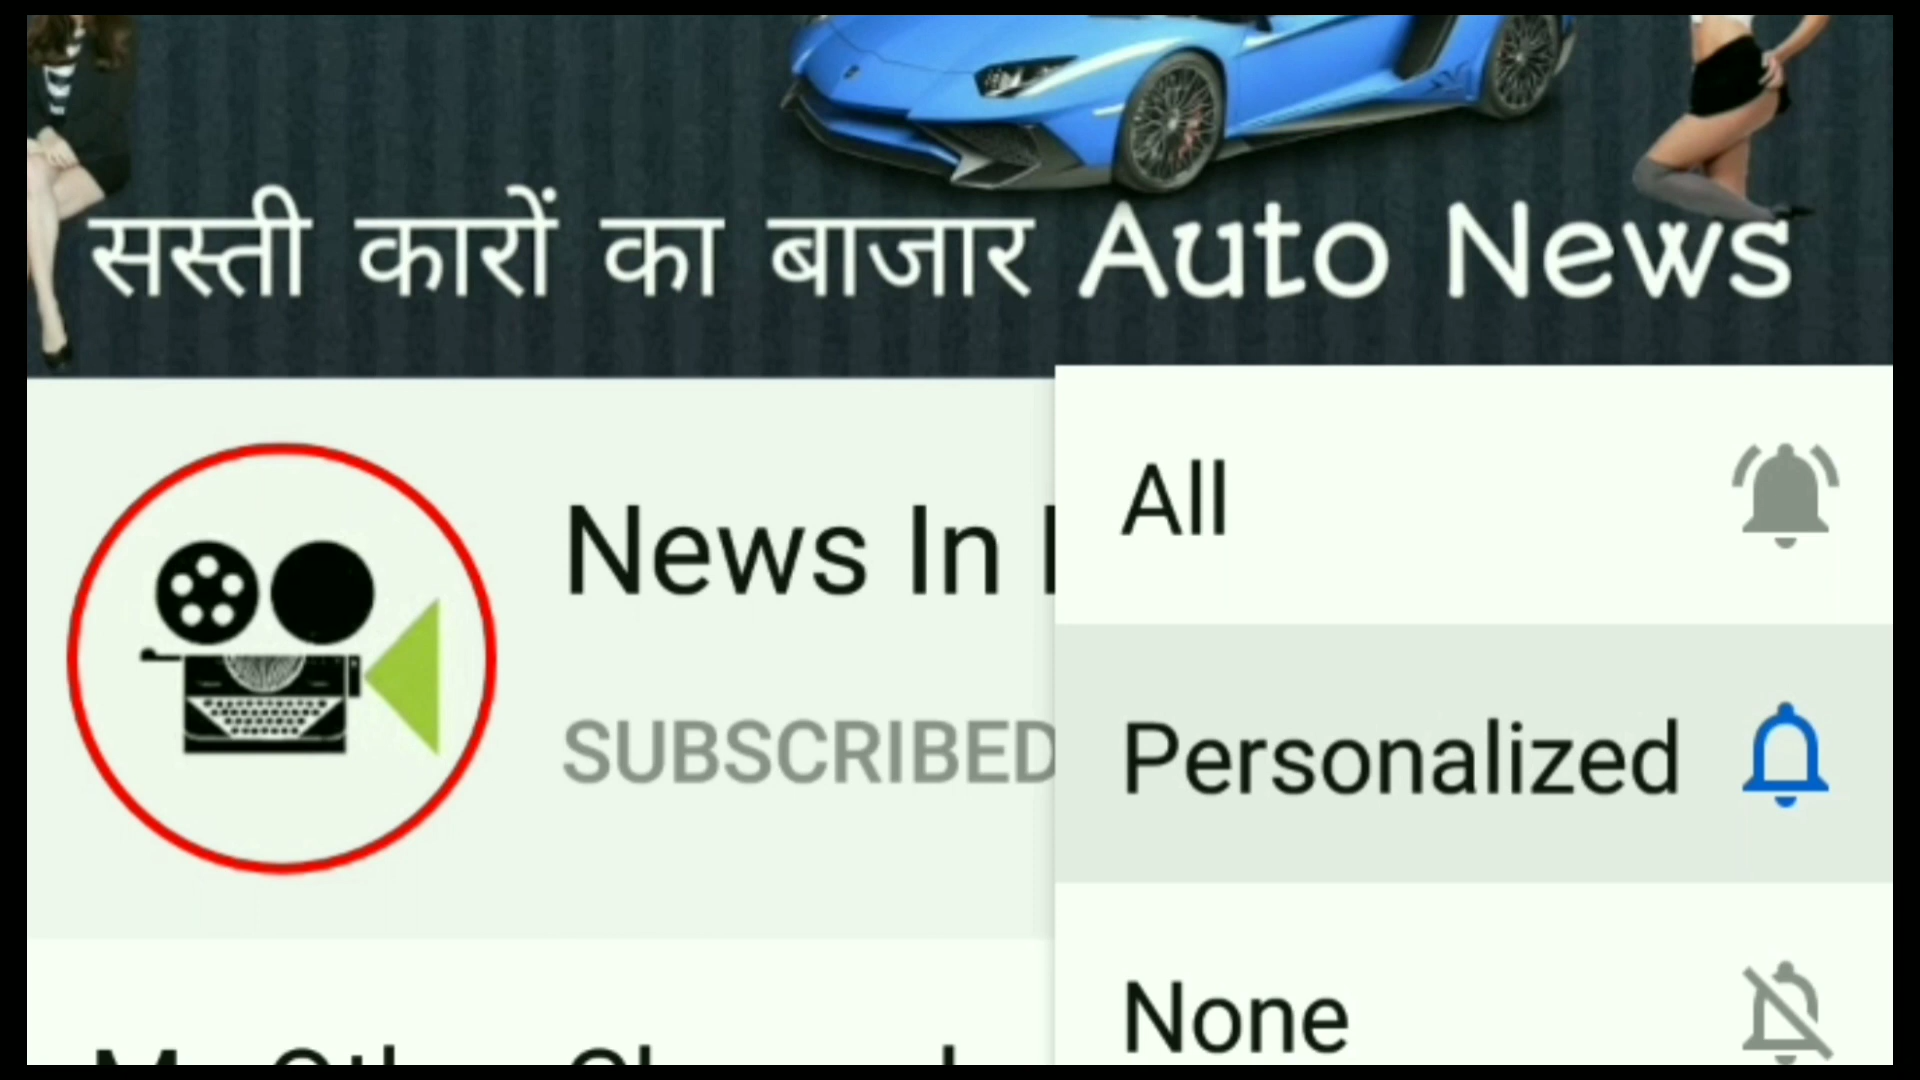 सस्ती कारों का बाजार Auto News
News In
SUBSCRIBED
All
Personalized
None